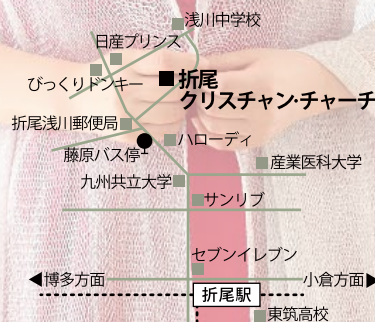 浅川中学校
日産プリンス
びっくりドンキー
折尾
クリスチャン・チャーチ
折尾浅川郵便局
ハローディ
藤原バス停
産業医科大学
九州共立大学
サンリブ
セブンイレブン
◀博多方面
小倉方面▶
折尾駅
東筑高校